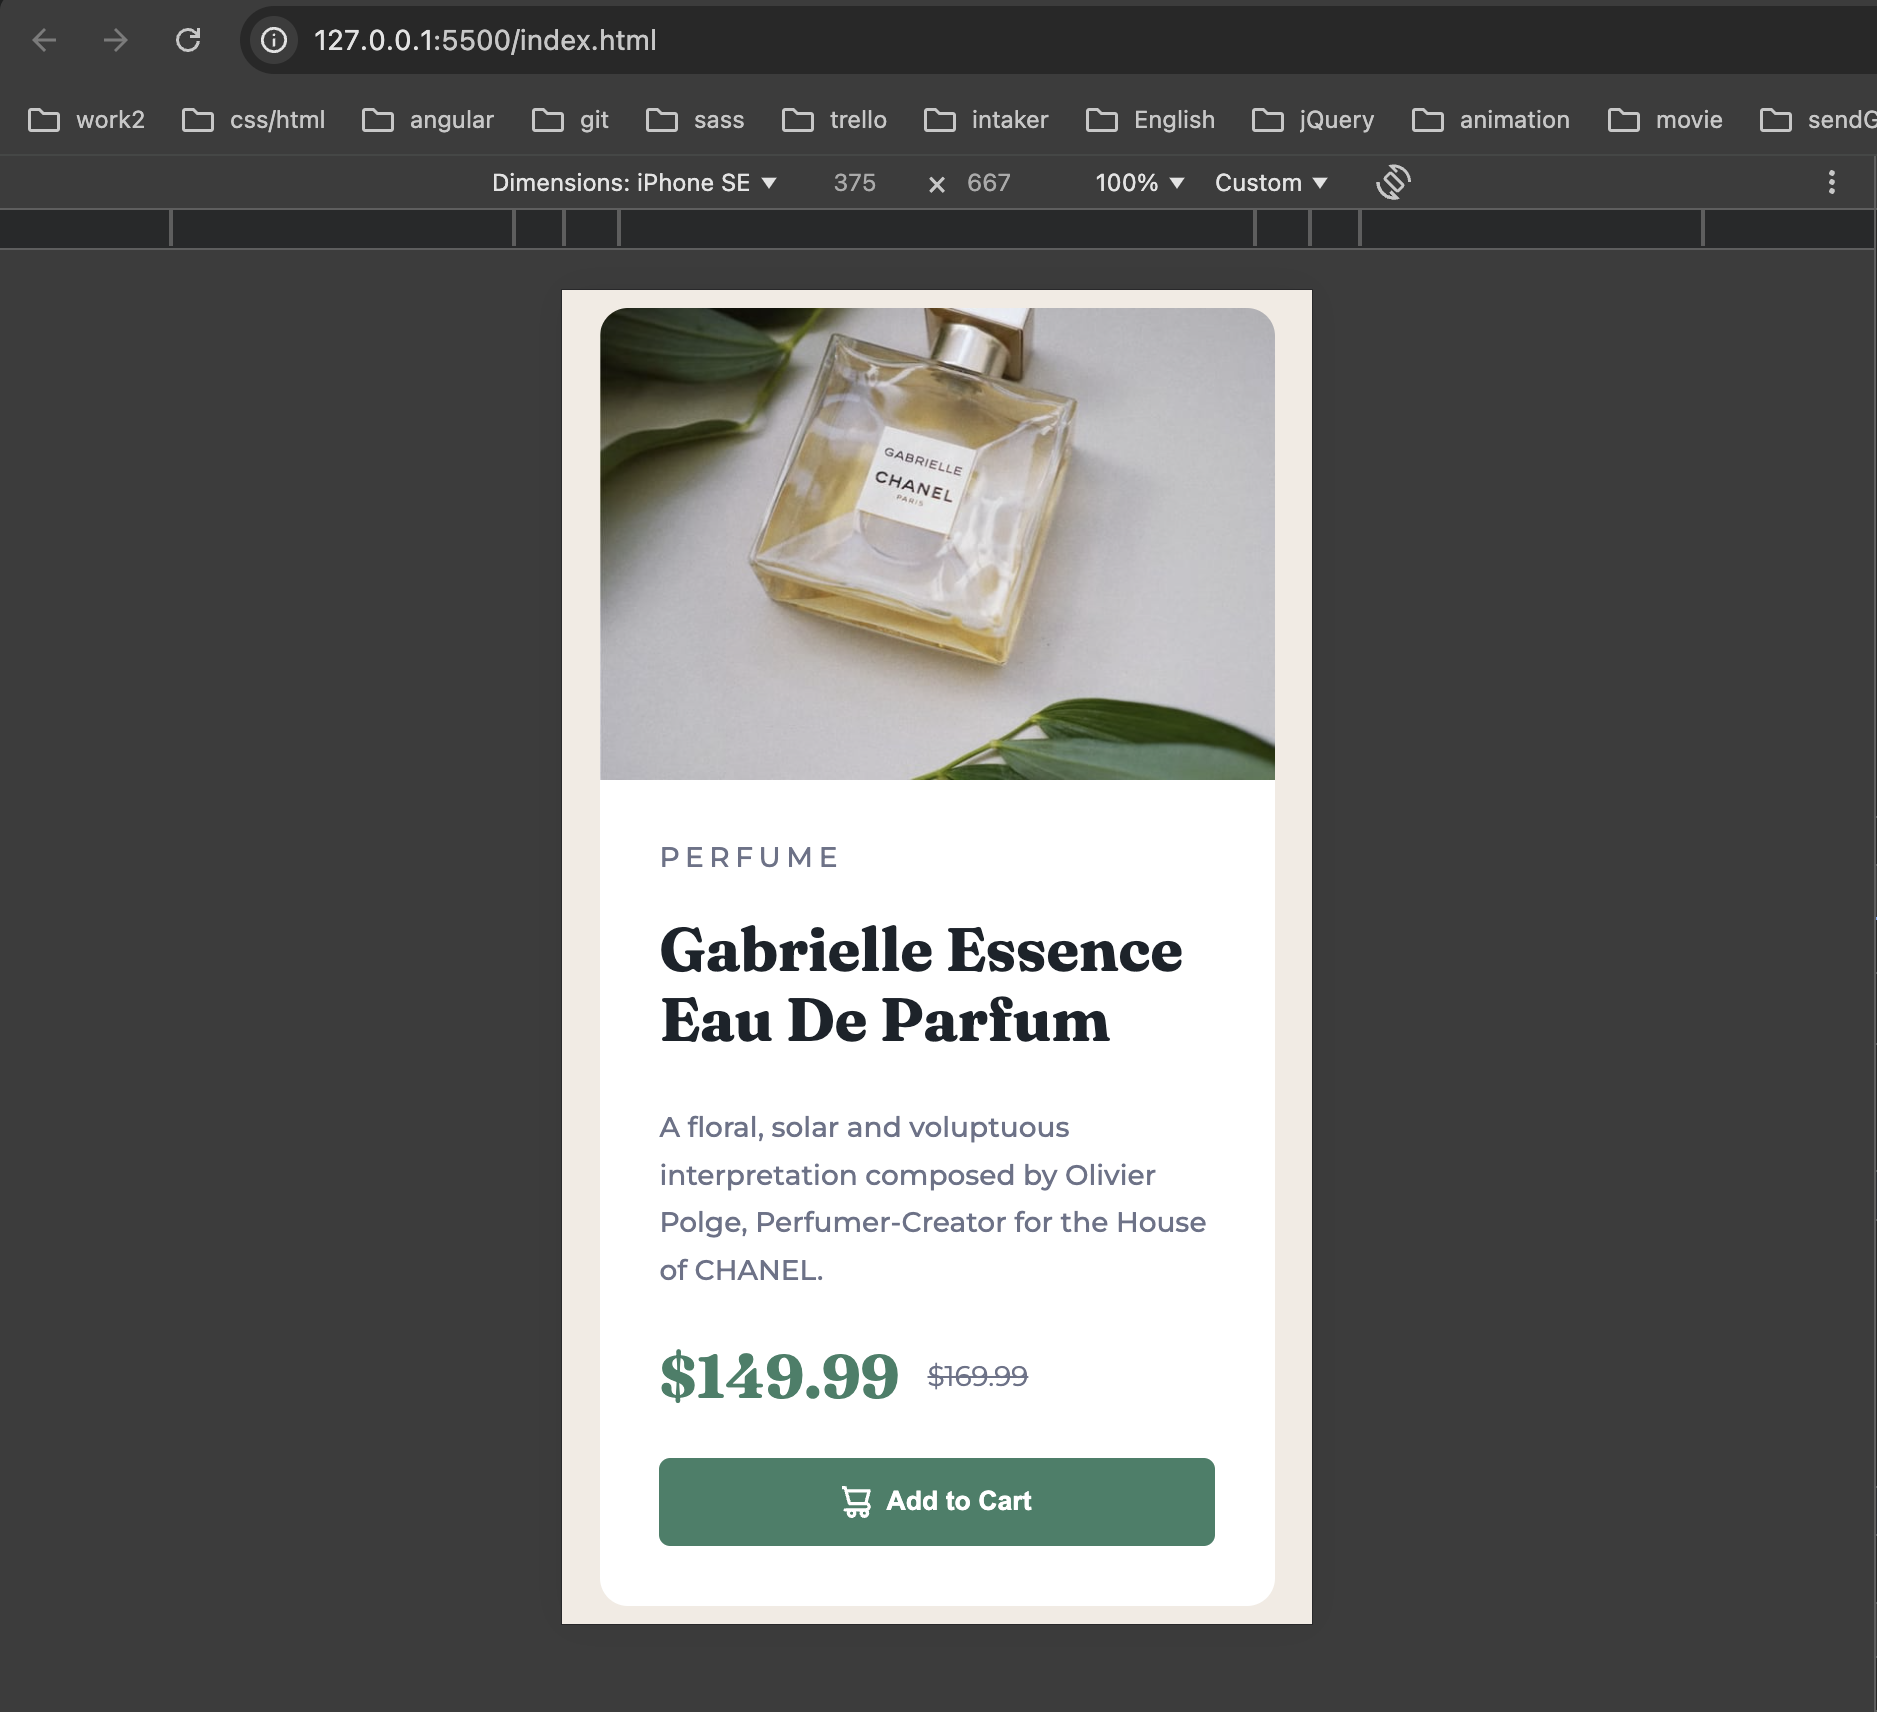 127.0.0.1:5500/index.html
work2 css/html angular git sass trello intaker English jQuery animation movie sendG
Dimensions: iPhone SE 375 × 667 100% Custom
GABRIELLE
CHANEL
PARIS
PERFUME
Gabrielle Essence
Eau De Parfum
A floral, solar and voluptuous
interpretation composed by Olivier
Polge, Perfumer-Creator for the House
of CHANEL.
$149.99 $169.99
Add to Cart